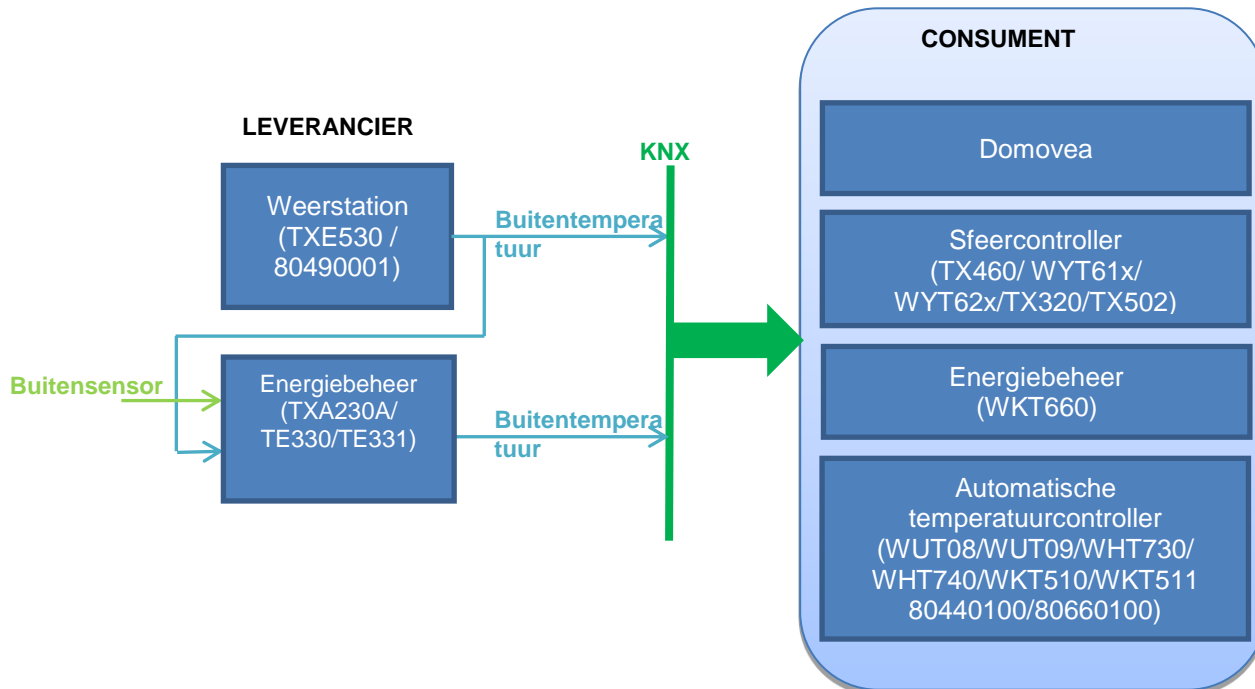 LEVERANCIER
Weerstation
(TXE530 /
80490001)
Buitentempera
tuur
Buitensensor
Energiebeheer
(TXA230A/
TE330/TE331)
Buitentempera
tuur
KNX
CONSUMENT
Domovea
Sfeercontroller
(TX460/ WYT61x/
WYT62x/TX320/TX502)
Energiebeheer
(WKT660)
Automatische
temperatuurcontroller
(WUT08/WUT09/WHT730/
WHT740/WKT510/WKT511
80440100/80660100)